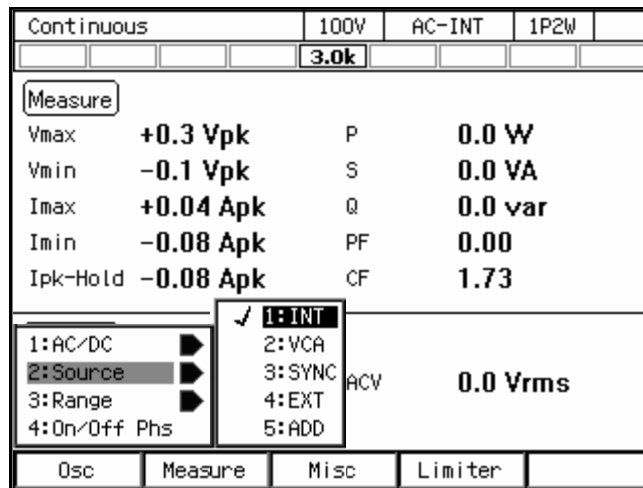 Continuous 100V AC-INT 1P2W
3.0k
Measure
Vmax +0.3 Vpk P 0.0 W
Vmin -0.1 Vpk S 0.0 VA
Imax +0.04 Apk Q 0.0 var
Imin -0.08 Apk PF 0.00
Ipk-Hold -0.08 Apk CF 1.73
✓ 1:INT
1:AC/DC 2:VCA
2:Source 3:SYNC ACV 0.0 Vrms
3:Range 4:EXT
4:On/Off Phs 5:ADD
Osc Measure Misc Limiter